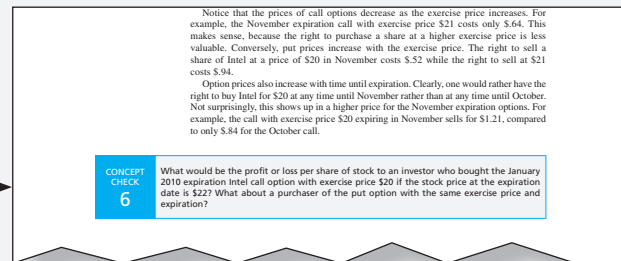 Notice that the prices of call options decrease as the exercise price increases. For
example, the November expiration call with exercise price $21 costs only $.64. This
makes sense, because the right to purchase a share at a higher exercise price is less
valuable. Conversely, put prices increase with the exercise price. The right to sell a
share of Intel at a price of $20 in November costs $.52 while the right to sell at $21
costs $.94.
Option prices also increase with time until expiration. Clearly, one would rather have the
right to buy Intel for $20 at any time until November rather than at any time until October.
Not surprisingly, this shows up in a higher price for the November expiration options. For
example, the call with exercise price $20 expiring in November sells for $1.21, compared
to only $.84 for the October call.
CONCEPT
CHECK
6
What would be the profit or loss per share of stock to an investor who bought the January
2010 expiration Intel call option with exercise price $20 if the stock price at the expiration
date is $22? What about a purchaser of the put option with the same exercise price and
expiration?